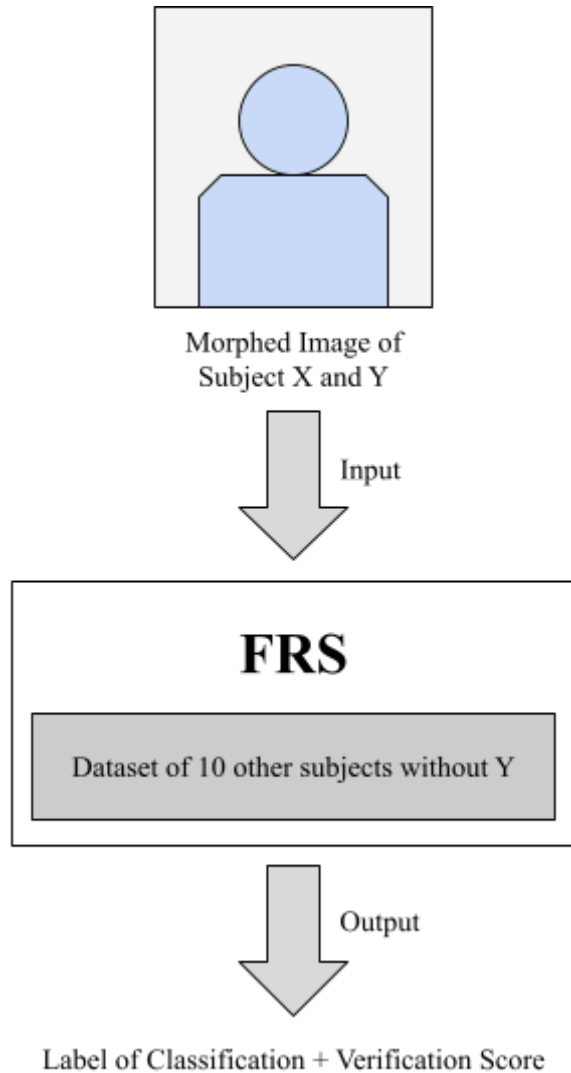 Morphed Image of
Subject X and Y
Input
FRS
Dataset of 10 other subjects without Y
Output
Label of Classification + Verification Score